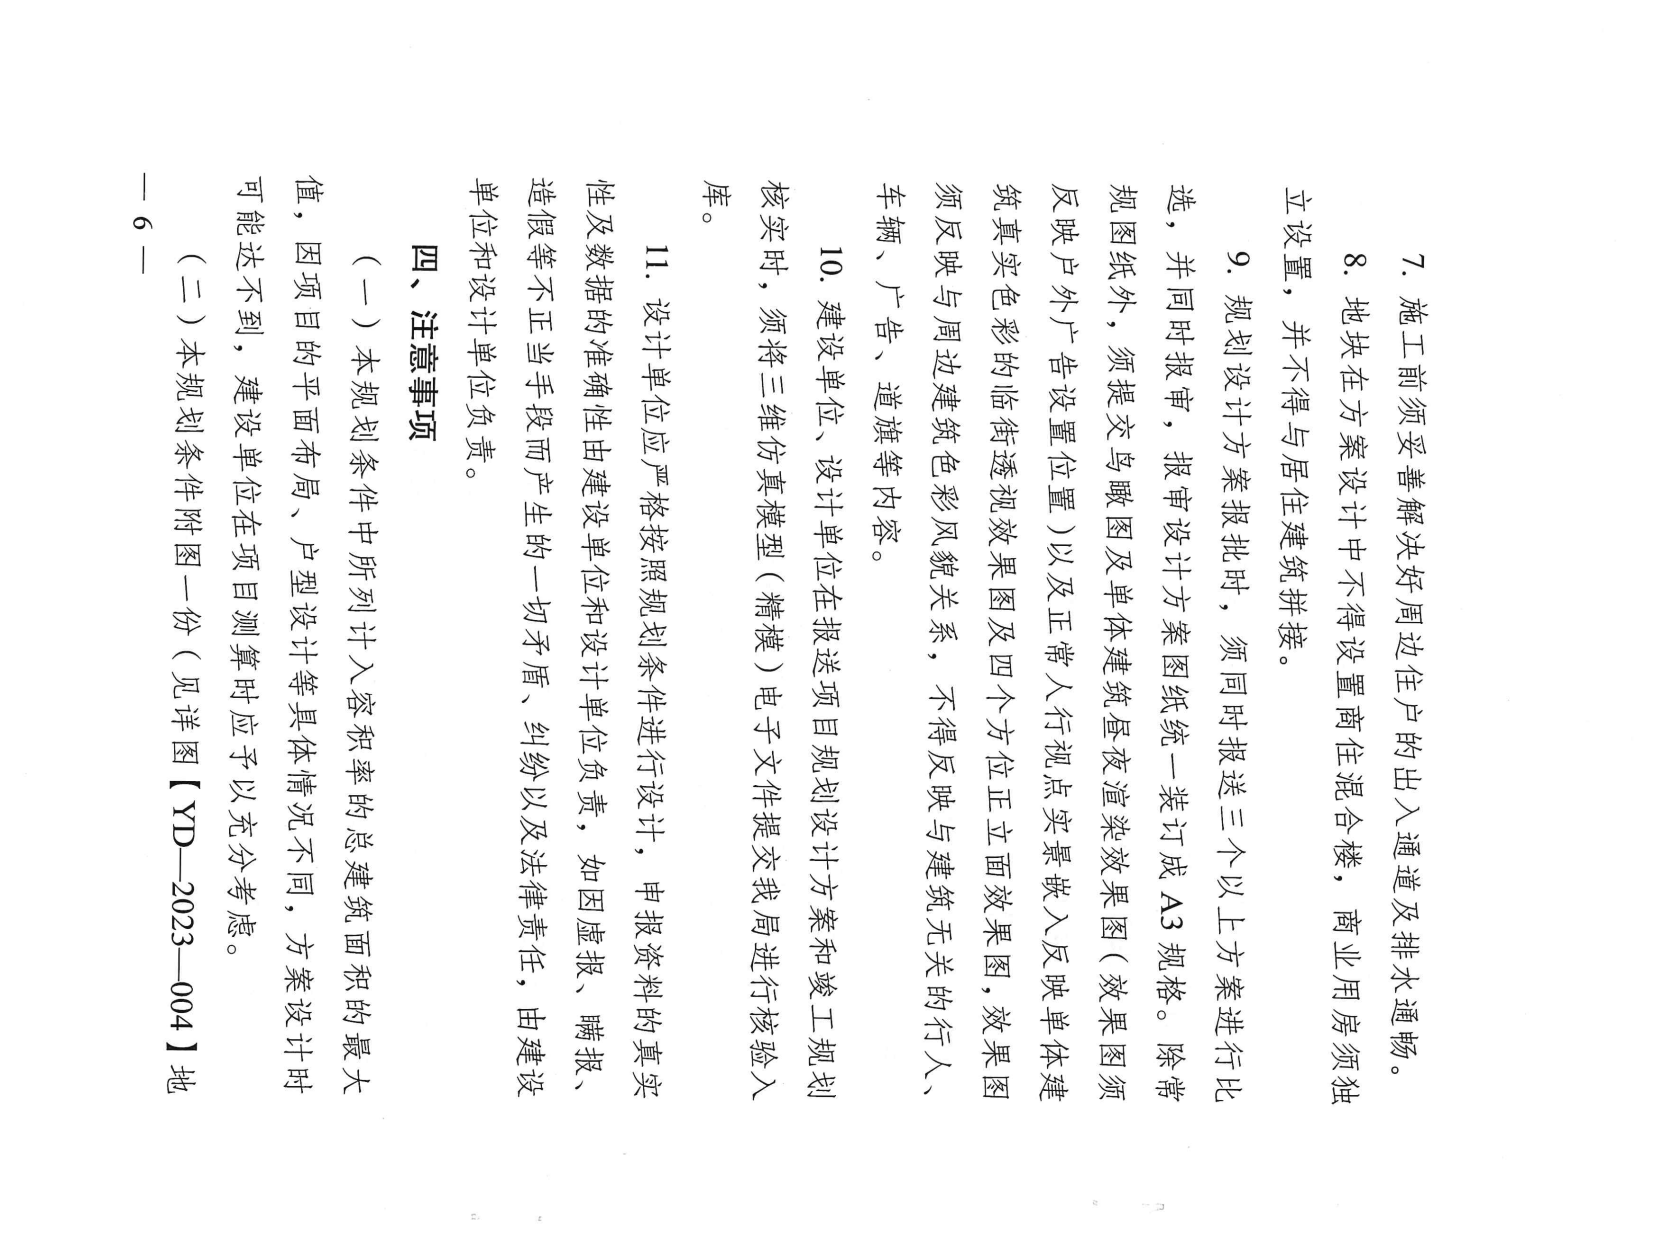 7. 施工前须妥善解决好周边住户的出入通道及排水通畅。
8. 地块在方案设计中不得设置商住混合楼，商业用房须独
立设置，并不得与居住建筑拼接。
9. 规划设计方案报批时，须同时报送三个以上方案进行比
选，并同时报审，报审设计方案图纸统一装订成 A3 规格。除常
规图纸外，须提交鸟瞰图及单体建筑昼夜渲染效果图（效果图须
反映户外广告设置位置）以及正常人行视点实景嵌入反映单体建
筑真实色彩的临街透视效果图及四个方位正立面效果图，效果图
须反映与周边建筑色彩风貌关系，不得反映与建筑无关的行人、
车辆、广告、道旗等内容。
10. 建设单位、设计单位在报送项目规划设计方案和竣工规划
核实时，须将三维仿真模型（精模）电子文件提交我局进行核验入
库。
11. 设计单位应严格按照规划条件进行设计，申报资料的真实
性及数据的准确性由建设单位和设计单位负责，如因虚报、瞒报、
造假等不正当手段而产生的一切矛盾、纠纷以及法律责任，由建设
单位和设计单位负责。
四、注意事项
（一）本规划条件中所列计入容积率的总建筑面积的最大
值，因项目的平面布局、户型设计等具体情况不同，方案设计时
可能达不到，建设单位在项目测算时应予以充分考虑。
（二）本规划条件附图一份（见详图【YD—2023—004】地
— 6 —